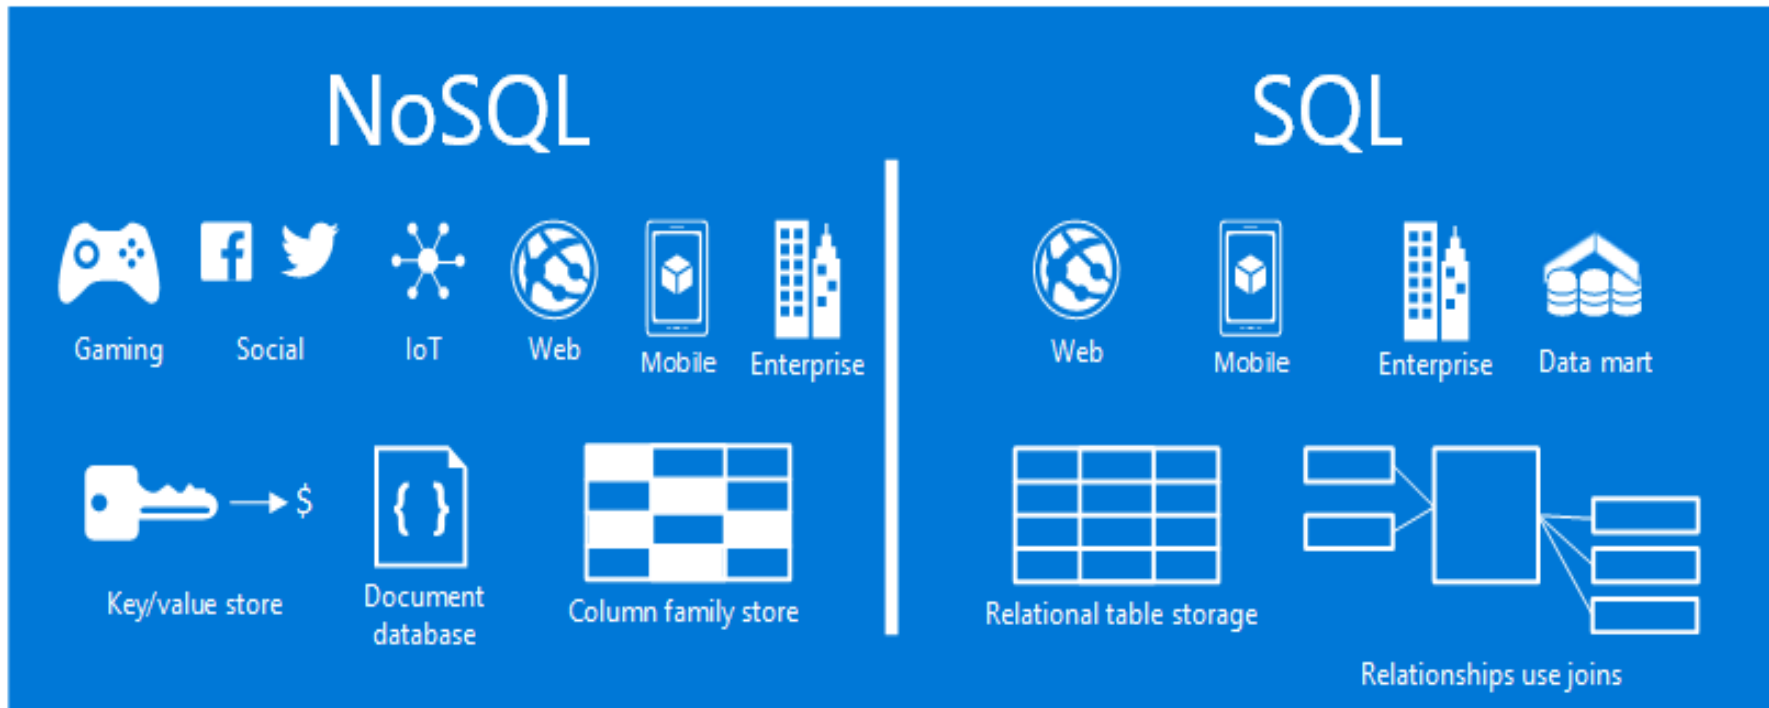 NoSQL
SQL
Gaming
Social
IoT
Web
Mobile
Enterprise
Web
Mobile
Enterprise
Data mart
$
{ }
Key/value store
Document
database
Column family store
Relational table storage
Relationships use joins